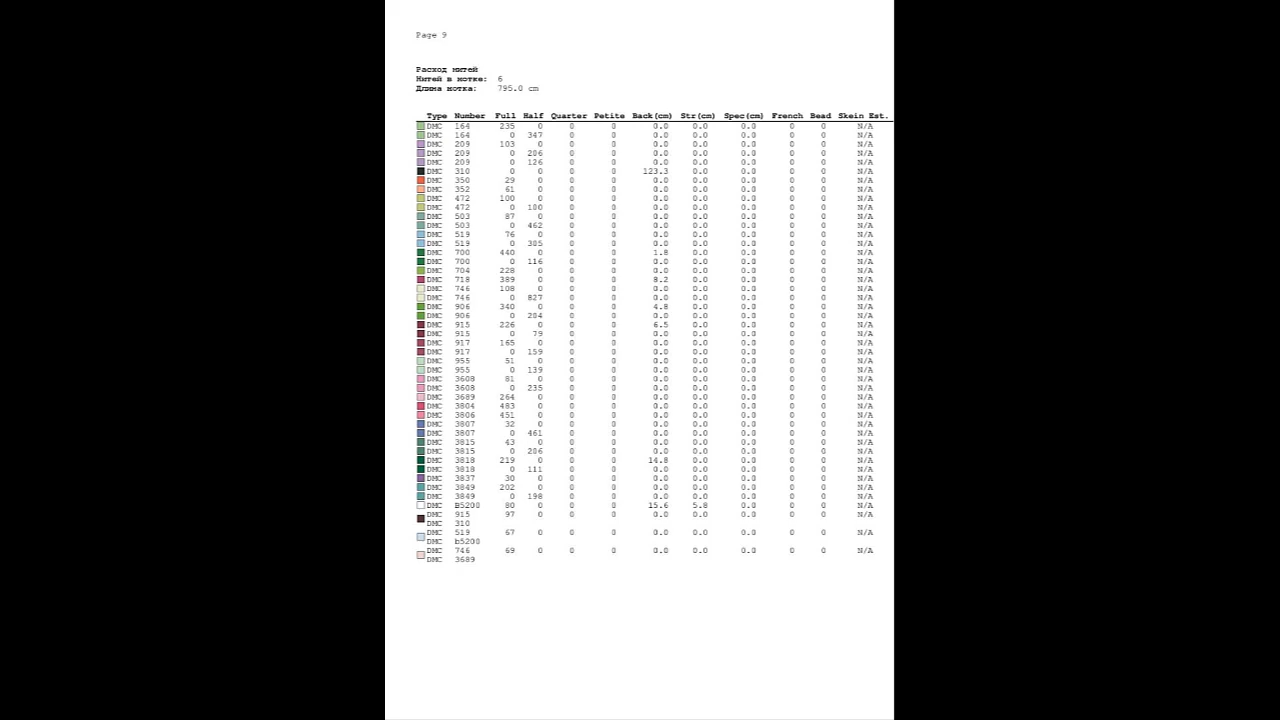 Page 9
Расход нитей
Нитей в мотке: 6
Длина мотка: 795.0 cm
Type Number Full Half Quarter Petite Back(cm) Str(cm) Spec(cm) French Bead Skein Est.
DMC 164 235 0 0 0 0.0 0.0 0.0 0 0 N/A
DMC 164 0 347 0 0 0.0 0.0 0.0 0 0 N/A
DMC 209 103 0 0 0 0.0 0.0 0.0 0 0 N/A
DMC 209 0 206 0 0 0.0 0.0 0.0 0 0 N/A
DMC 209 0 126 0 0 0.0 0.0 0.0 0 0 N/A
DMC 310 0 0 0 0 123.3 0.0 0.0 0 0 N/A
DMC 350 29 0 0 0 0.0 0.0 0.0 0 0 N/A
DMC 352 61 0 0 0 0.0 0.0 0.0 0 0 N/A
DMC 472 100 0 0 0 0.0 0.0 0.0 0 0 N/A
DMC 472 0 180 0 0 0.0 0.0 0.0 0 0 N/A
DMC 503 87 0 0 0 0.0 0.0 0.0 0 0 N/A
DMC 503 0 462 0 0 0.0 0.0 0.0 0 0 N/A
DMC 519 76 0 0 0 0.0 0.0 0.0 0 0 N/A
DMC 519 0 305 0 0 0.0 0.0 0.0 0 0 N/A
DMC 700 440 0 0 0 1.8 0.0 0.0 0 0 N/A
DMC 700 0 116 0 0 0.0 0.0 0.0 0 0 N/A
DMC 704 228 0 0 0 0.0 0.0 0.0 0 0 N/A
DMC 718 389 0 0 0 8.2 0.0 0.0 0 0 N/A
DMC 746 108 0 0 0 0.0 0.0 0.0 0 0 N/A
DMC 746 0 827 0 0 0.0 0.0 0.0 0 0 N/A
DMC 906 340 0 0 0 4.8 0.0 0.0 0 0 N/A
DMC 906 0 204 0 0 0.0 0.0 0.0 0 0 N/A
DMC 915 226 0 0 0 6.5 0.0 0.0 0 0 N/A
DMC 915 0 79 0 0 0.0 0.0 0.0 0 0 N/A
DMC 917 165 0 0 0 0.0 0.0 0.0 0 0 N/A
DMC 917 0 159 0 0 0.0 0.0 0.0 0 0 N/A
DMC 955 51 0 0 0 0.0 0.0 0.0 0 0 N/A
DMC 955 0 139 0 0 0.0 0.0 0.0 0 0 N/A
DMC 3608 81 0 0 0 0.0 0.0 0.0 0 0 N/A
DMC 3608 0 235 0 0 0.0 0.0 0.0 0 0 N/A
DMC 3689 264 0 0 0 0.0 0.0 0.0 0 0 N/A
DMC 3804 483 0 0 0 0.0 0.0 0.0 0 0 N/A
DMC 3806 451 0 0 0 0.0 0.0 0.0 0 0 N/A
DMC 3807 32 0 0 0 0.0 0.0 0.0 0 0 N/A
DMC 3807 0 461 0 0 0.0 0.0 0.0 0 0 N/A
DMC 3815 43 0 0 0 0.0 0.0 0.0 0 0 N/A
DMC 3815 0 206 0 0 0.0 0.0 0.0 0 0 N/A
DMC 3818 219 0 0 0 14.8 0.0 0.0 0 0 N/A
DMC 3818 0 111 0 0 0.0 0.0 0.0 0 0 N/A
DMC 3837 30 0 0 0 0.0 0.0 0.0 0 0 N/A
DMC 3849 202 0 0 0 0.0 0.0 0.0 0 0 N/A
DMC 3849 0 198 0 0 0.0 0.0 0.0 0 0 N/A
DMC B5200 80 0 0 0 15.6 5.8 0.0 0 0 N/A
DMC 915 97 0 0 0 0.0 0.0 0.0 0 0 N/A
DMC 310
DMC 519 67 0 0 0 0.0 0.0 0.0 0 0 N/A
DMC b5200
DMC 746 69 0 0 0 0.0 0.0 0.0 0 0 N/A
DMC 3689